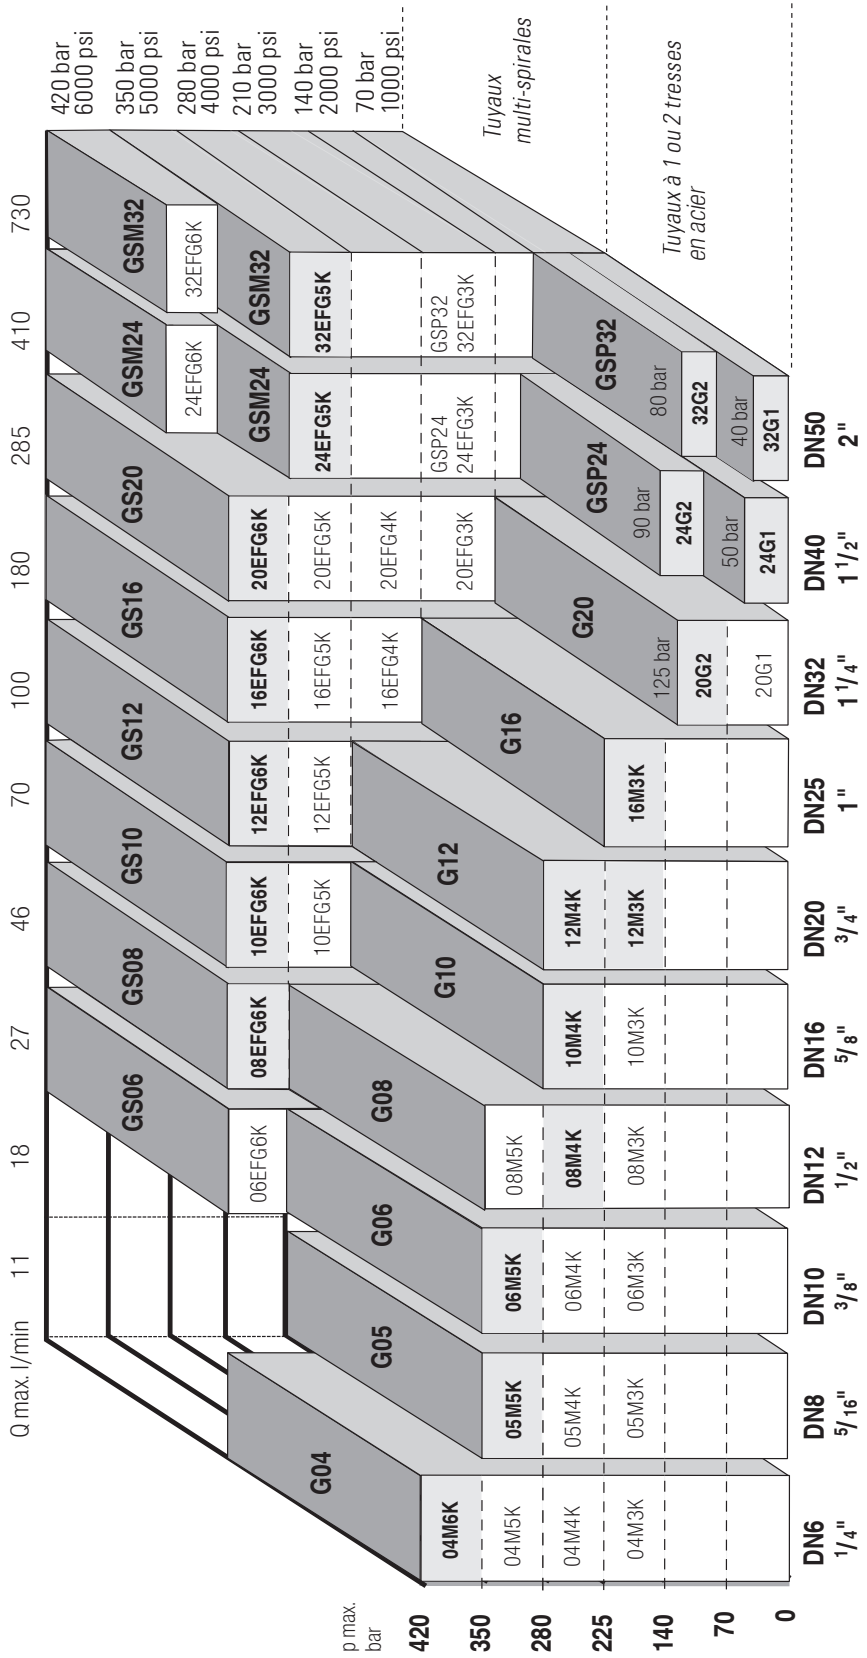 Q max. l/min 11 18 27 46 70 100 180 285 410 730
420 bar
6000 psi
350 bar
5000 psi
280 bar
4000 psi
210 bar
3000 psi
140 bar
2000 psi
70 bar
1000 psi
Tuyaux
multi-spirales
Tuyaux à 1 ou 2 tresses
en acier
GS06
06EFG6K
GS08
08EFG6K
GS10
10EFG6K
10EFG5K
GS12
12EFG6K
12EFG5K
GS16
16EFG6K
16EFG5K
16EFG4K
GS20
20EFG6K
20EFG5K
20EFG4K
20EFG3K
GSM24
24EFG6K
GSM24
24EFG5K
GSP24
24EFG3K
GSM32
32EFG6K
GSM32
32EFG5K
GSP32
32EFG3K
G04
04M6K
04M5K
04M4K
04M3K
G05
05M5K
05M4K
05M3K
G06
06M5K
06M4K
06M3K
G08
08M5K
08M4K
08M3K
G10
10M4K
10M3K
G12
12M4K
12M3K
G16
16M3K
G20
125 bar
20G2
20G1
GSP24
90 bar
24G2
50 bar
24G1
GSP32
80 bar
32G2
40 bar
32G1
p max.
bar
420
350
280
225
140
70
0
DN6 DN8 DN10 DN12 DN16 DN20 DN25 DN32 DN40 DN50
1/4" 5/16" 3/8" 1/2" 5/8" 3/4" 1" 1 1/4" 1 1/2" 2"